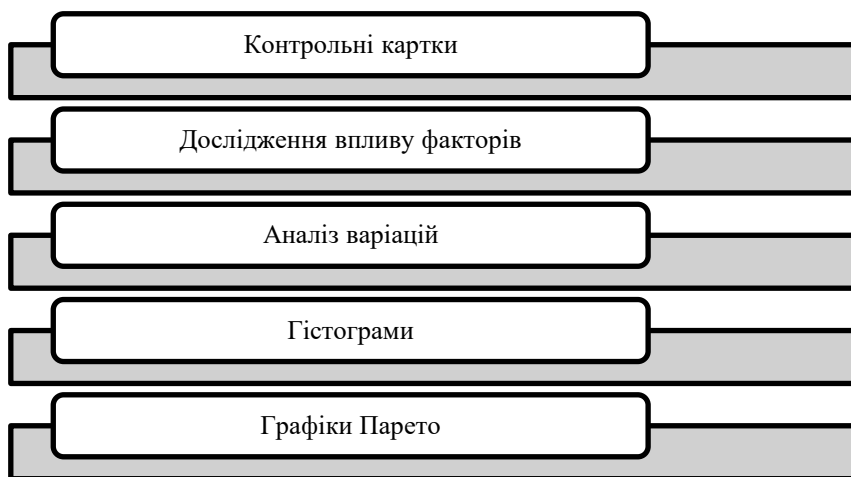 Контрольні картки
Дослідження впливу факторів
Аналіз варіацій
Гістограми
Графіки Парето